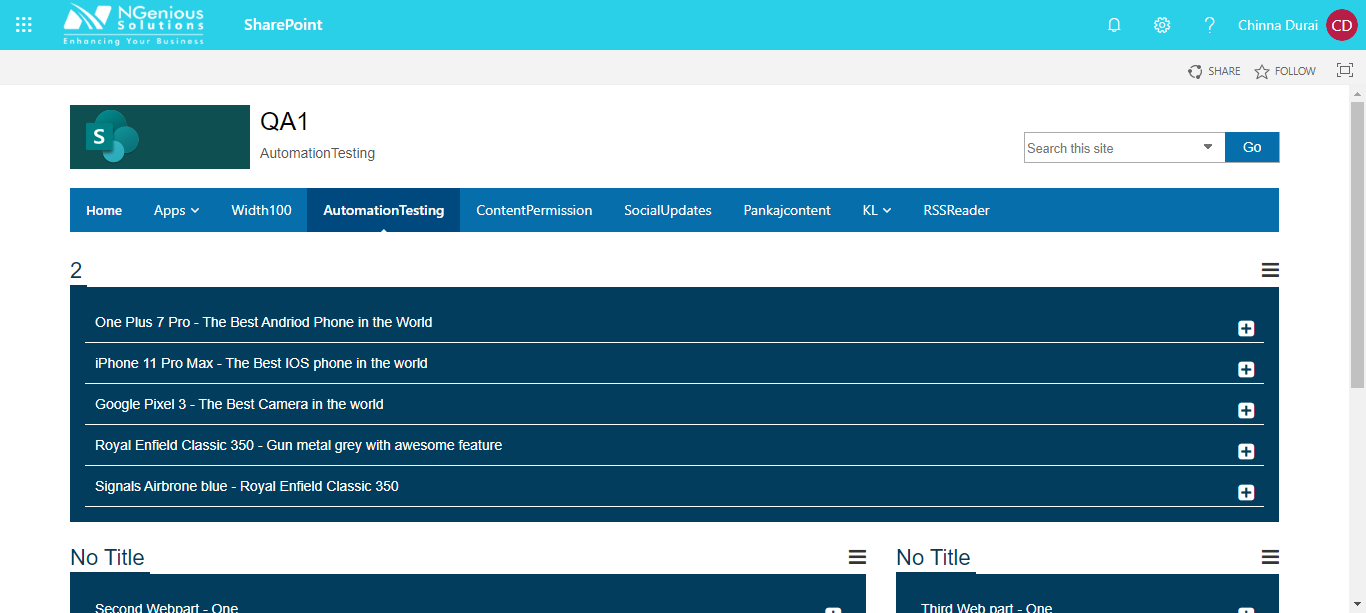 NGenious
Solutions
Enhancing Your Business
SharePoint
?
Chinna Durai
CD
SHARE
FOLLOW
S
QA1
AutomationTesting
Search this site
Go
Home
Apps
Width100
AutomationTesting
ContentPermission
SocialUpdates
Pankajcontent
KL
RSSReader
2
One Plus 7 Pro - The Best Andriod Phone in the World
iPhone 11 Pro Max - The Best IOS phone in the world
Google Pixel 3 - The Best Camera in the world
Royal Enfield Classic 350 - Gun metal grey with awesome feature
Signals Airbrone blue - Royal Enfield Classic 350
No Title
Second Webpart - One
No Title
Third Web part - One